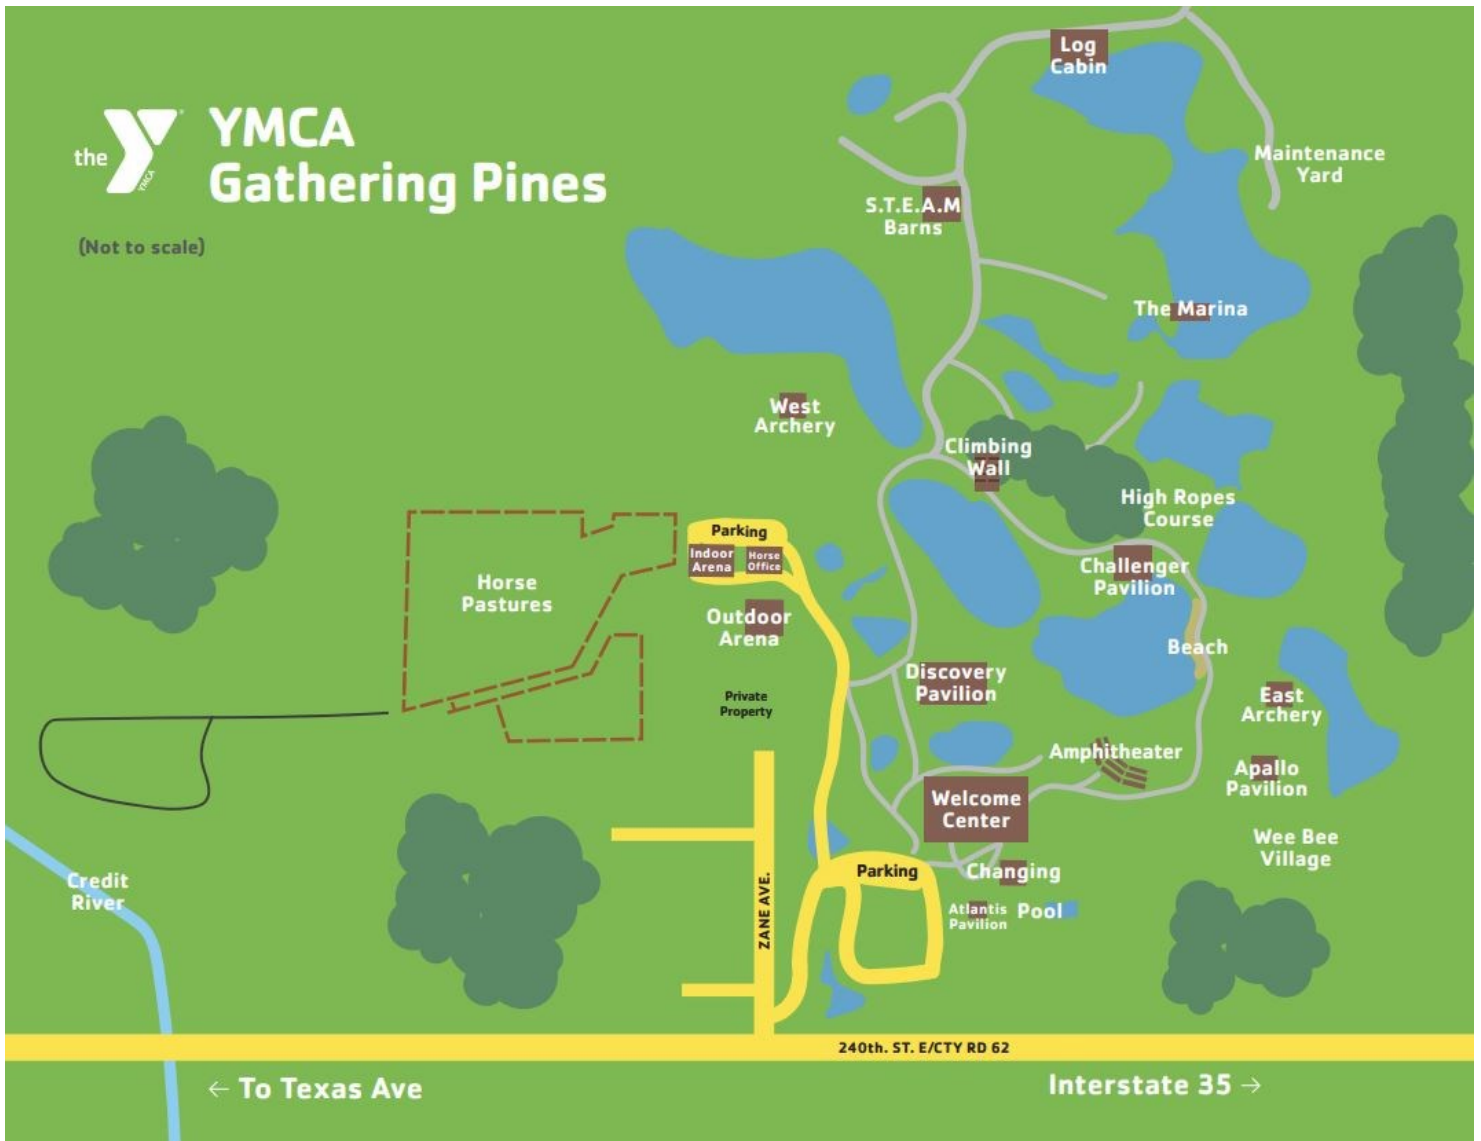 the
YMCA
YMCA
Gathering Pines
(Not to scale)
Log
Cabin
Maintenance
Yard
S.T.E.A.M
Barns
The Marina
West
Archery
Climbing
Wall
High Ropes
Course
Parking
Indoor
Arena
Horse
Office
Horse
Pastures
Challenger
Pavilion
Outdoor
Arena
Beach
Discovery
Pavilion
Private
Property
East
Archery
Amphitheater
Apallo
Pavilion
Welcome
Center
Wee Bee
Village
Parking
Changing
Credit
River
ZANE AVE.
Atlantis
Pavilion
Pool
240th. ST. E/CTY RD 62
← To Texas Ave
Interstate 35 →